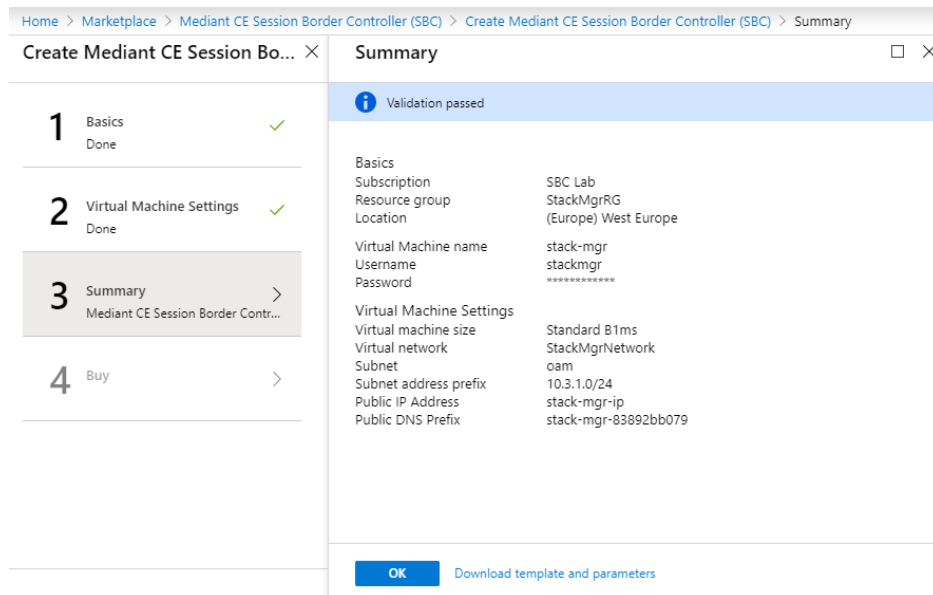 Home > Marketplace > Mediant CE Session Border Controller (SBC) > Create Mediant CE Session Border Controller (SBC) > Summary
Create Mediant CE Session Bo...
1 Basics
Done
2 Virtual Machine Settings
Done
3 Summary
Mediant CE Session Border Contr...
4 Buy
Summary
Validation passed
Basics
Subscription SBC Lab
Resource group StackMgrRG
Location (Europe) West Europe
Virtual Machine name stack-mgr
Username stackmgr
Password ************
Virtual Machine Settings
Virtual machine size Standard B1ms
Virtual network StackMgrNetwork
Subnet oam
Subnet address prefix 10.3.1.0/24
Public IP Address stack-mgr-ip
Public DNS Prefix stack-mgr-83892bb079
OK Download template and parameters